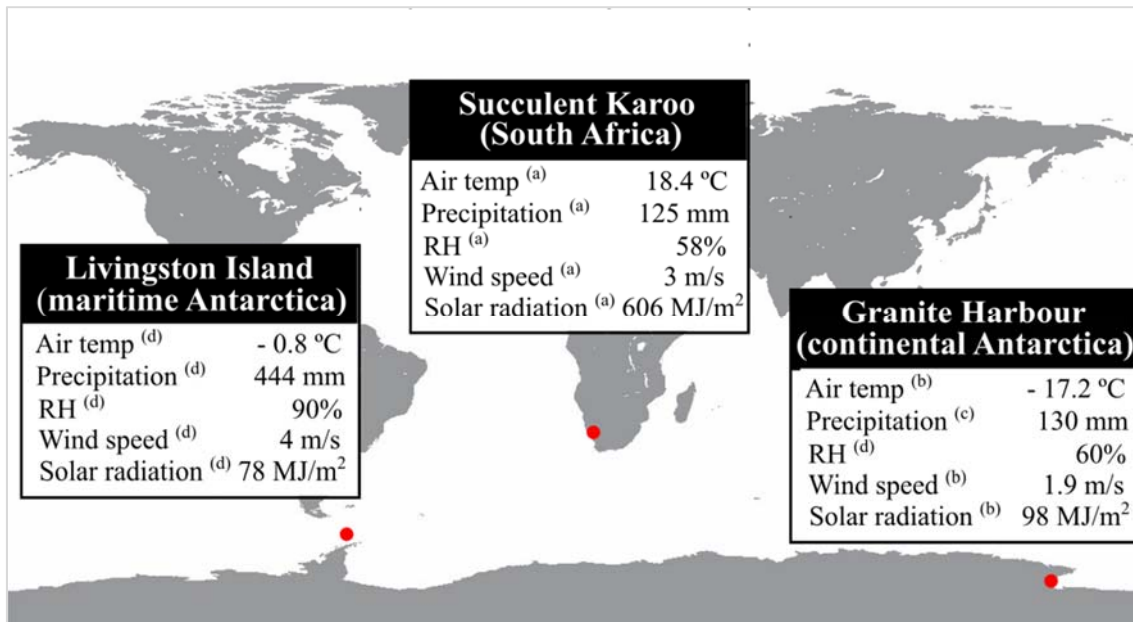 Succulent Karoo
(South Africa)
Air temp (a) 18.4 ºC
Precipitation (a) 125 mm
RH (a) 58%
Wind speed (a) 3 m/s
Solar radiation (a) 606 MJ/m²
Livingston Island
(maritime Antarctica)
Air temp (d) - 0.8 ºC
Precipitation (d) 444 mm
RH (d) 90%
Wind speed (d) 4 m/s
Solar radiation (d) 78 MJ/m²
Granite Harbour
(continental Antarctica)
Air temp (b) - 17.2 ºC
Precipitation (c) 130 mm
RH (d) 60%
Wind speed (b) 1.9 m/s
Solar radiation (b) 98 MJ/m²